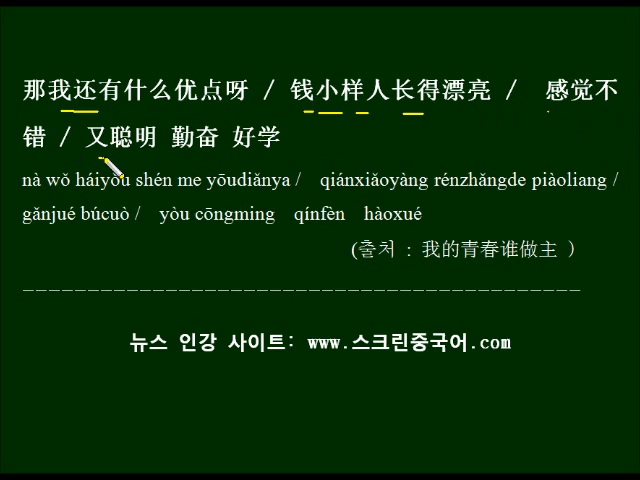 那我还有什么优点呀 / 钱小样人长得漂亮 / 感觉不
错 / 又聪明 勤奋 好学
nà wǒ háiyǒu shén me yōudiǎnya / qiánxiǎoyàng rénzhǎngde piàoliang /
gǎnjué búcuò / yòu cōngming qínfèn hàoxué
(출처 : 我的青春谁做主 )
___________________________________________
뉴스 인강 사이트: www.스크린중국어.com